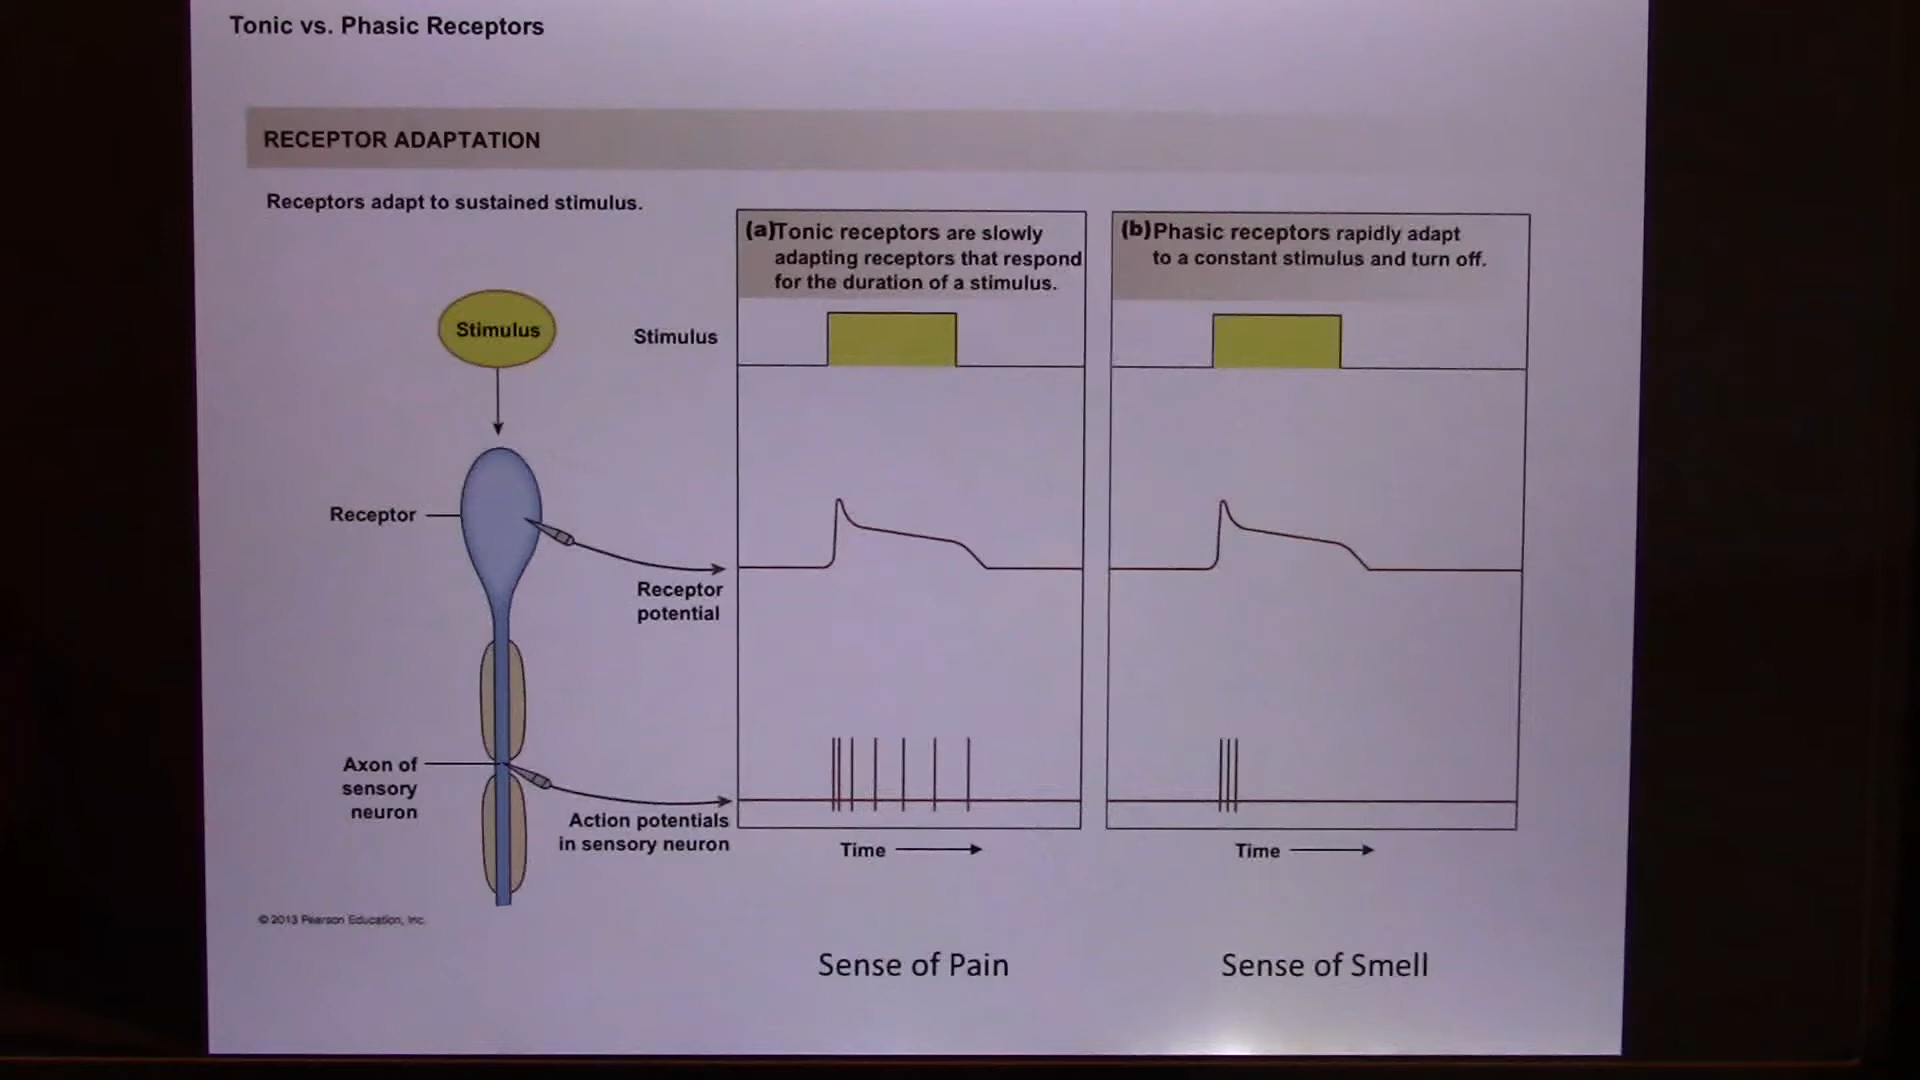 Tonic vs. Phasic Receptors
RECEPTOR ADAPTATION
Receptors adapt to sustained stimulus.
(a)Tonic receptors are slowly
adapting receptors that respond
for the duration of a stimulus.
(b)Phasic receptors rapidly adapt
to a constant stimulus and turn off.
Stimulus
Stimulus
Receptor
Receptor
potential
Axon of
sensory
neuron
Action potentials
in sensory neuron
Time
Time
© 2013 Pearson Education, Inc.
Sense of Pain
Sense of Smell